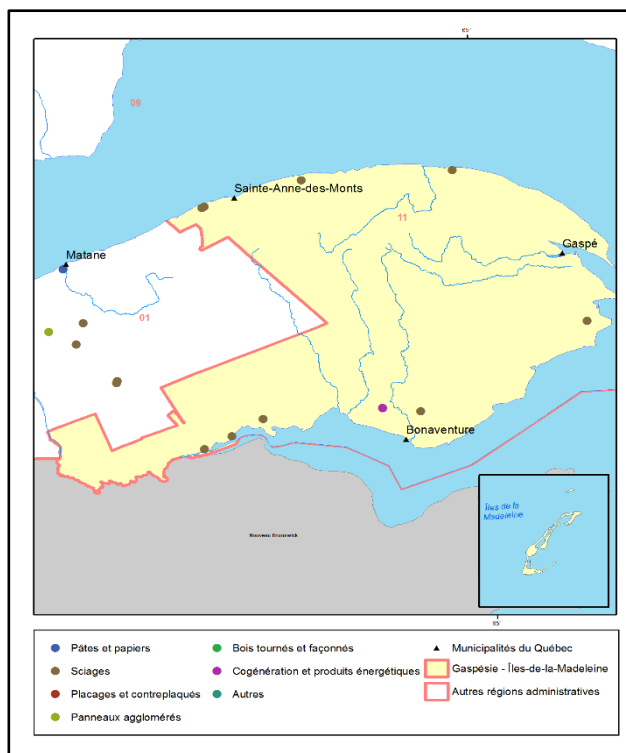 65°
09
Sainte-Anne-des-Monts
11
Gaspé
Matane
01
Bonaventure
Îles de la
Madeleine
Nouveau Brunswick
65°
Pâtes et papiers
Bois tournés et façonnés
Municipalités du Québec
Sciages
Cogénération et produits énergétiques
Gaspésie - Îles-de-la-Madeleine
Placages et contreplaqués
Autres
Autres régions administratives
Panneaux agglomérés